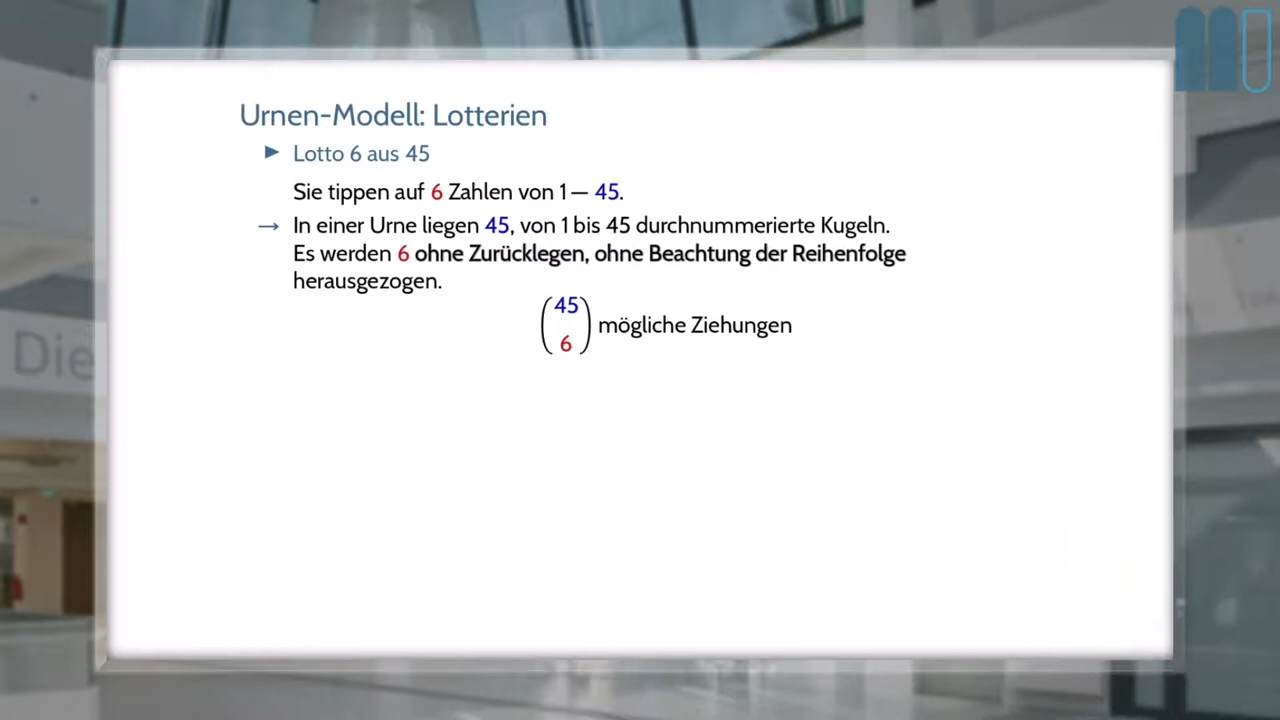 Urnen-Modell: Lotterien
► Lotto 6 aus 45
Sie tippen auf 6 Zahlen von 1 — 45.
→ In einer Urne liegen 45, von 1 bis 45 durchnummerierte Kugeln.
Es werden 6 ohne Zurücklegen, ohne Beachtung der Reihenfolge
herausgezogen.
(45
6) mögliche Ziehungen
Die